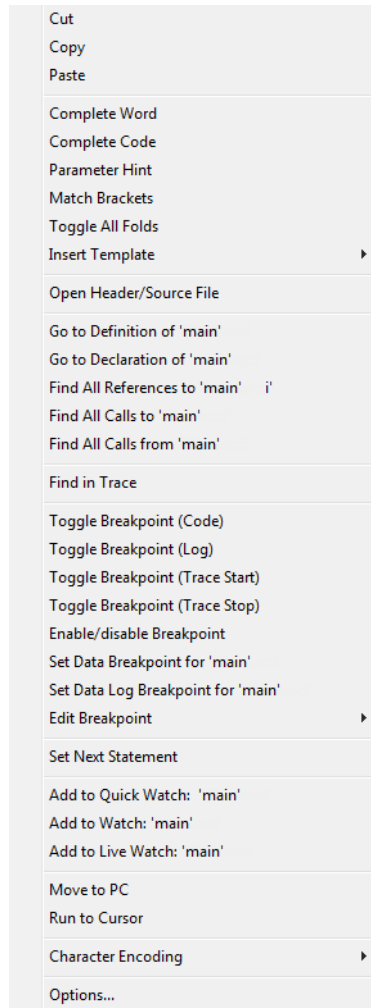 Cut
Copy
Paste
Complete Word
Complete Code
Parameter Hint
Match Brackets
Toggle All Folds
Insert Template
Open Header/Source File
Go to Definition of 'main'
Go to Declaration of 'main'
Find All References to 'main' i'
Find All Calls to 'main'
Find All Calls from 'main'
Find in Trace
Toggle Breakpoint (Code)
Toggle Breakpoint (Log)
Toggle Breakpoint (Trace Start)
Toggle Breakpoint (Trace Stop)
Enable/disable Breakpoint
Set Data Breakpoint for 'main'
Set Data Log Breakpoint for 'main'
Edit Breakpoint
Set Next Statement
Add to Quick Watch: 'main'
Add to Watch: 'main'
Add to Live Watch: 'main'
Move to PC
Run to Cursor
Character Encoding
Options...